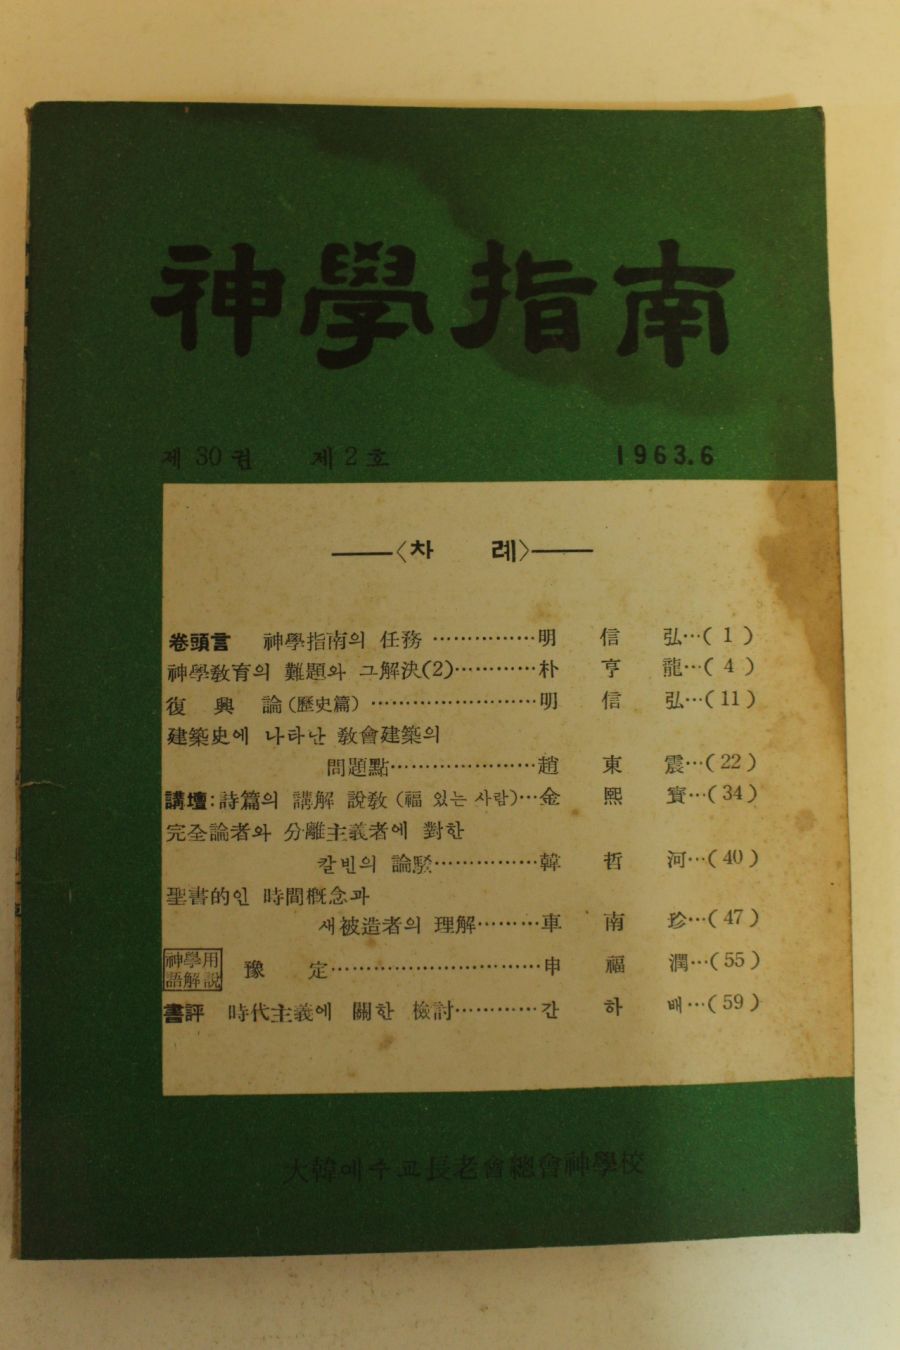 神學指南
제 30 권 제 2 호 1963.6
──〈차 례〉──
卷頭言 神學指南의 任務 ……………明 信 弘…( 1 )
神學敎育의 難題와 그解決(2)…………朴 亨 龍…( 4 )
復 興 論(歷史篇) ……………………明 信 弘…( 11 )
建築史에 나타난 敎會建築의
問題點…………………趙 東 震…( 22 )
講壇: 詩篇의 講解 說敎 (福 있는 사람)…金 熙 寶…( 34 )
完全論者와 分離主義者에 對한
칼빈의 論駁……………韓 哲 河…( 40 )
聖書的인 時間槪念과
새被造者의 理解………車 南 珍…( 47 )
神學用
語解說 豫 定…………………………申 福 潤…( 55 )
書評 時代主義에 關한 檢討…………간 하 배…( 59 )
大韓예수교長老會總會神學校